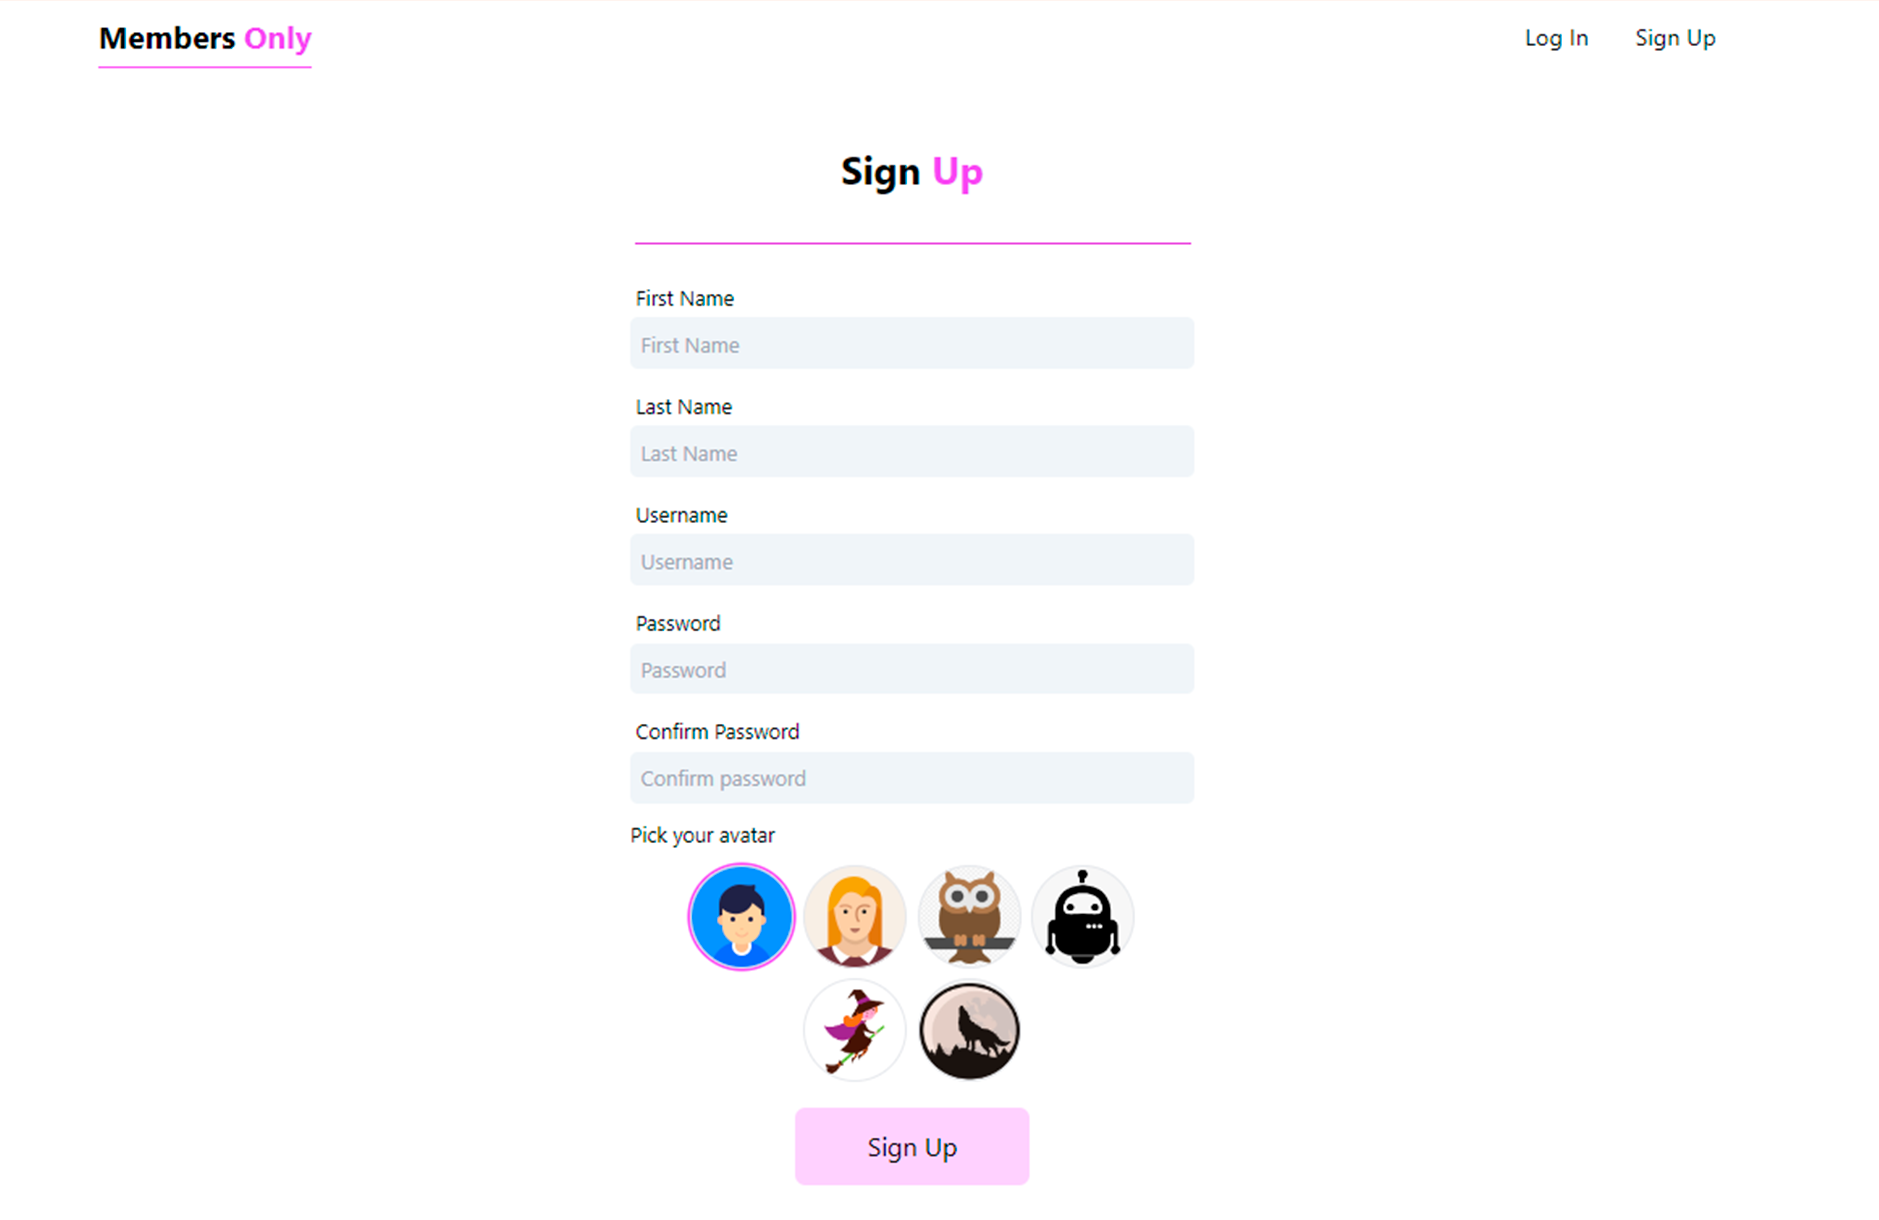 Members Only
Log In
Sign Up
Sign Up
First Name
First Name
Last Name
Last Name
Username
Username
Password
Password
Confirm Password
Confirm password
Pick your avatar
Sign Up